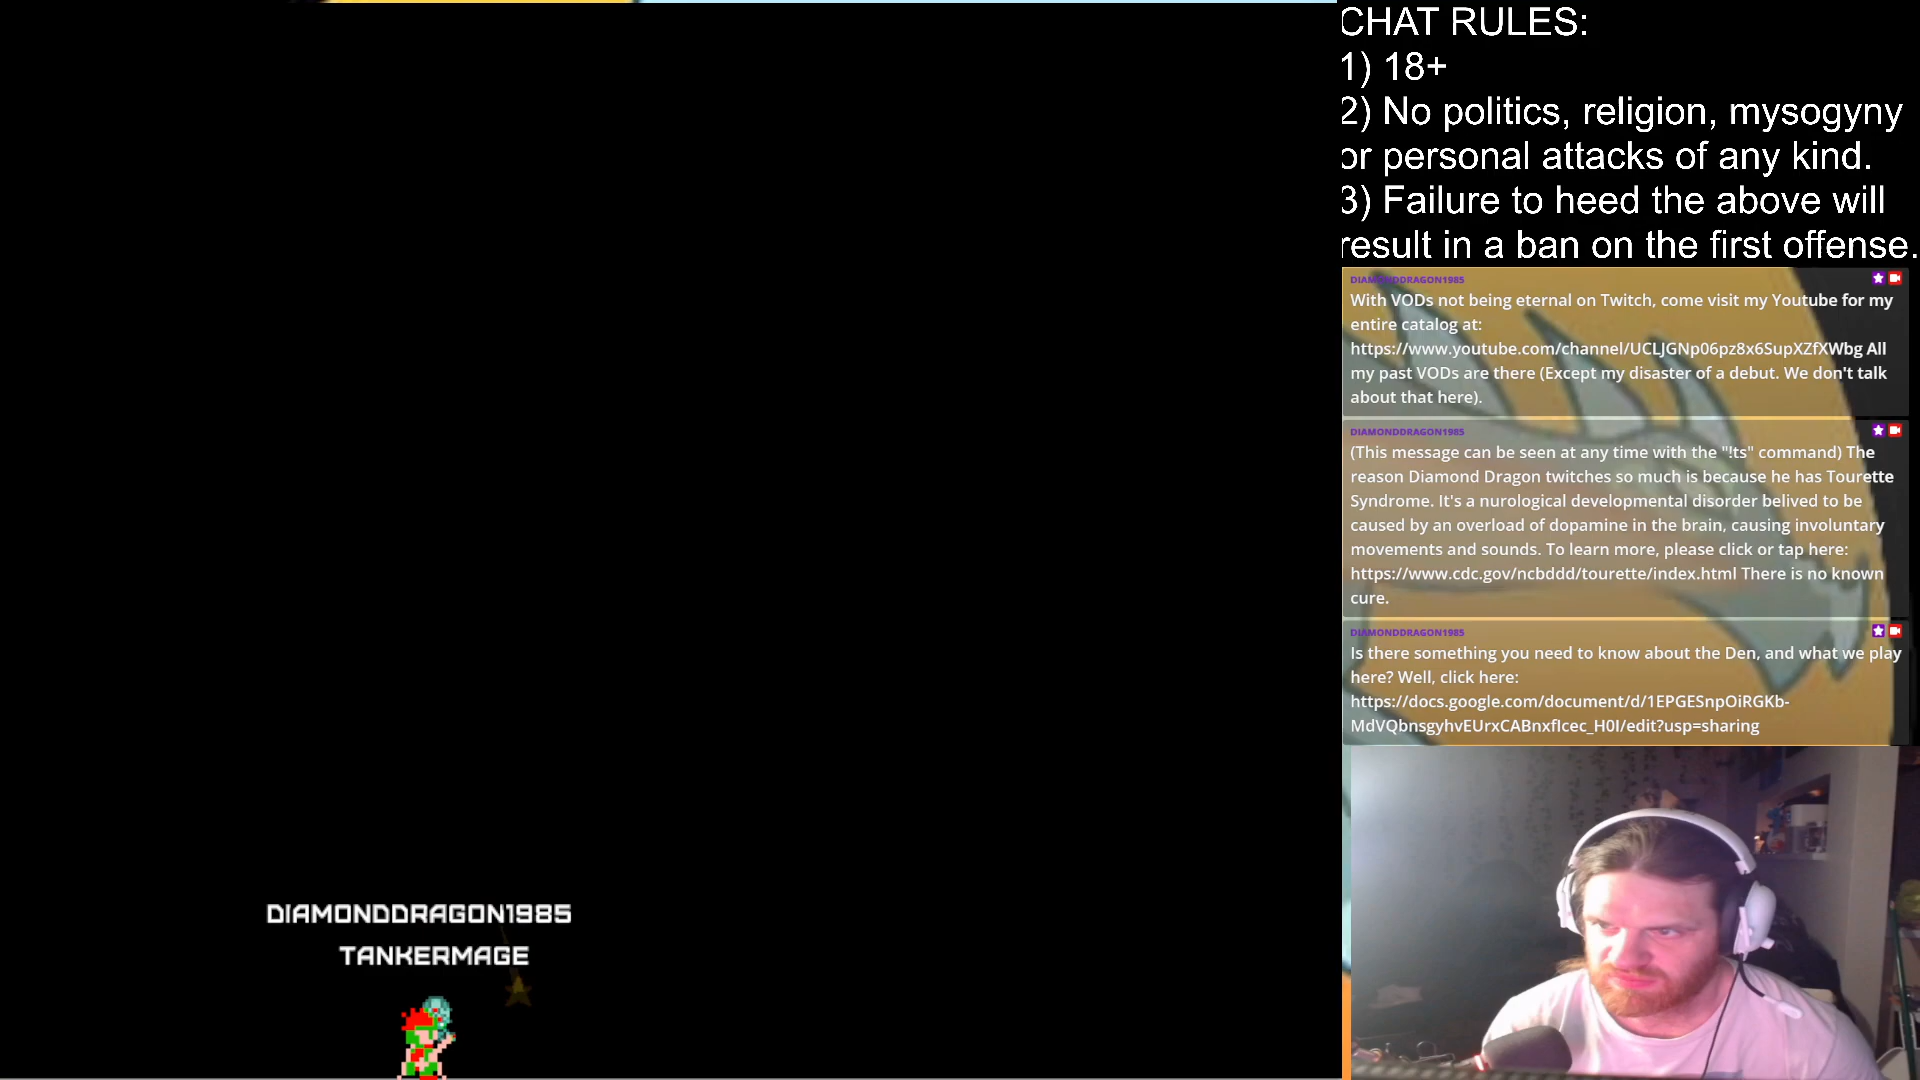 CHAT RULES:
1) 18+
2) No politics, religion, mysogyny
or personal attacks of any kind.
3) Failure to heed the above will
result in a ban on the first offense.
DIAMONDDRAGON1985
With VODs not being eternal on Twitch, come visit my Youtube for my
entire catalog at:
https://www.youtube.com/channel/UCLJGNp06pz8x6SupXZfXWbg All
my past VODs are there (Except my disaster of a debut. We don't talk
about that here).
DIAMONDDRAGON1985
(This message can be seen at any time with the "!ts" command) The
reason Diamond Dragon twitches so much is because he has Tourette
Syndrome. It's a nurological developmental disorder belived to be
caused by an overload of dopamine in the brain, causing involuntary
movements and sounds. To learn more, please click or tap here:
https://www.cdc.gov/ncbddd/tourette/index.html There is no known
cure.
DIAMONDDRAGON1985
Is there something you need to know about the Den, and what we play
here? Well, click here:
https://docs.google.com/document/d/1EPGESnpOiRGKb-
MdVQbnsgyhvEUrxCABnxfIcec_H0I/edit?usp=sharing
DIAMONDDRAGON1985
TANKERMAGE